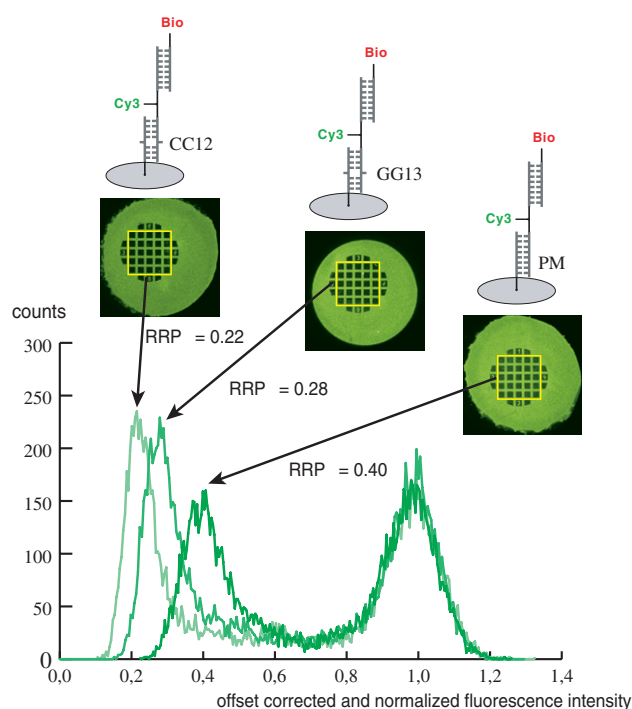 Bio
Cy3
CC12
Bio
Cy3
GG13
Bio
Cy3
PM
counts
RRP = 0.22
RRP = 0.28
RRP = 0.40
300
250
200
150
100
50
0
0,0 0,2 0,4 0,6 0,8 1,0 1,2 1,4
offset corrected and normalized fluorescence intensity